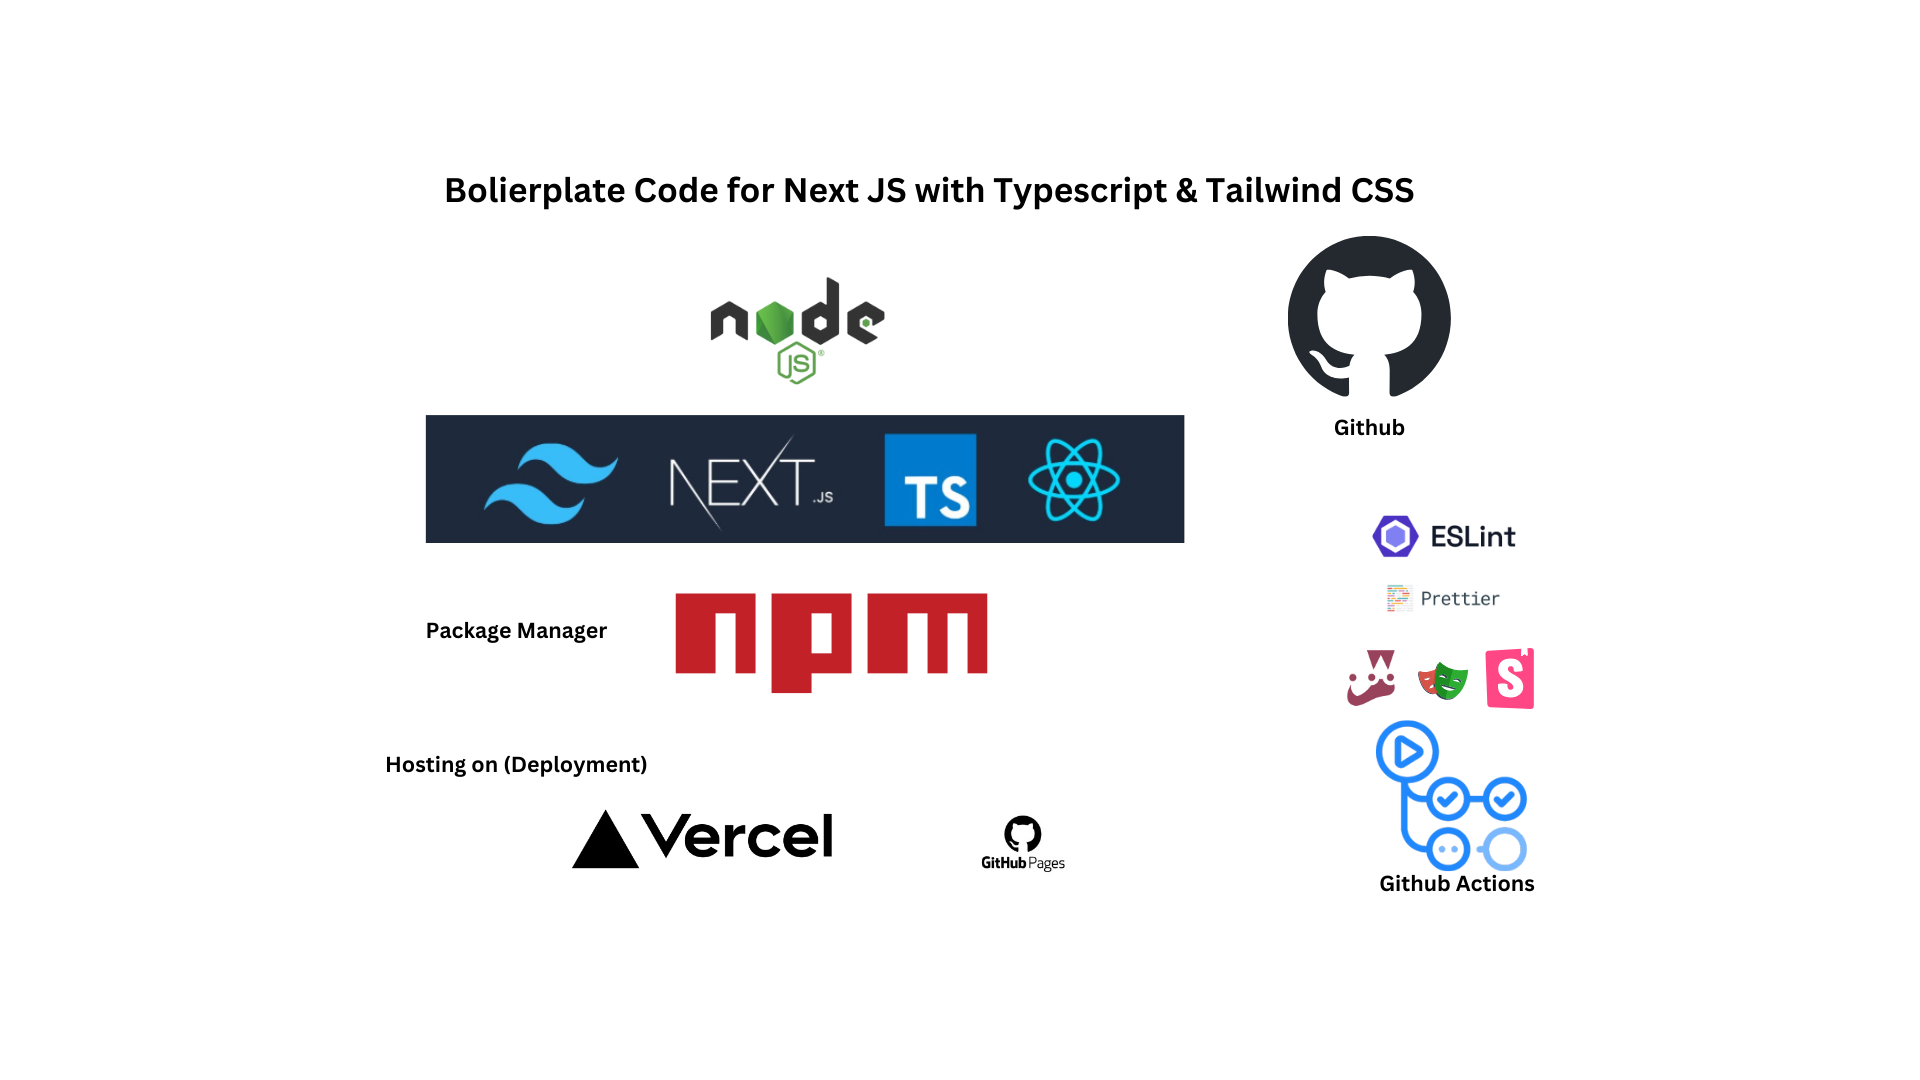 Bolierplate Code for Next JS with Typescript & Tailwind CSS
node
JS®
Github
NEXT.JS
TS
ESLint
Prettier
Package Manager
npm
S
Hosting on (Deployment)
Vercel
GitHub Pages
Github Actions